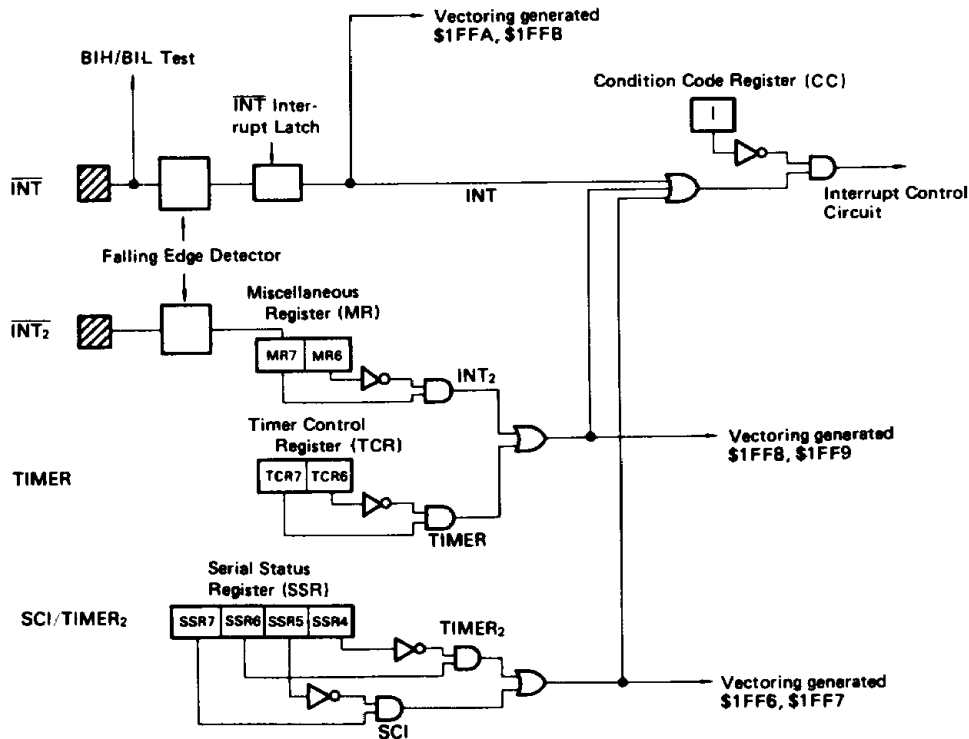 Vectoring generated
$1FFA, $1FFB
BIH/BIL Test
Condition Code Register (CC)
INT Inter-
rupt Latch
I
INT
INT
Interrupt Control
Circuit
Falling Edge Detector
Miscellaneous
Register (MR)
INT2
MR7 MR6
INT2
Timer Control
Register (TCR)
Vectoring generated
$1FF8, $1FF9
TIMER
TCR7 TCR6
TIMER
Serial Status
Register (SSR)
SCI/TIMER2
SSR7 SSR6 SSR5 SSR4
TIMER2
Vectoring generated
$1FF6, $1FF7
SCI